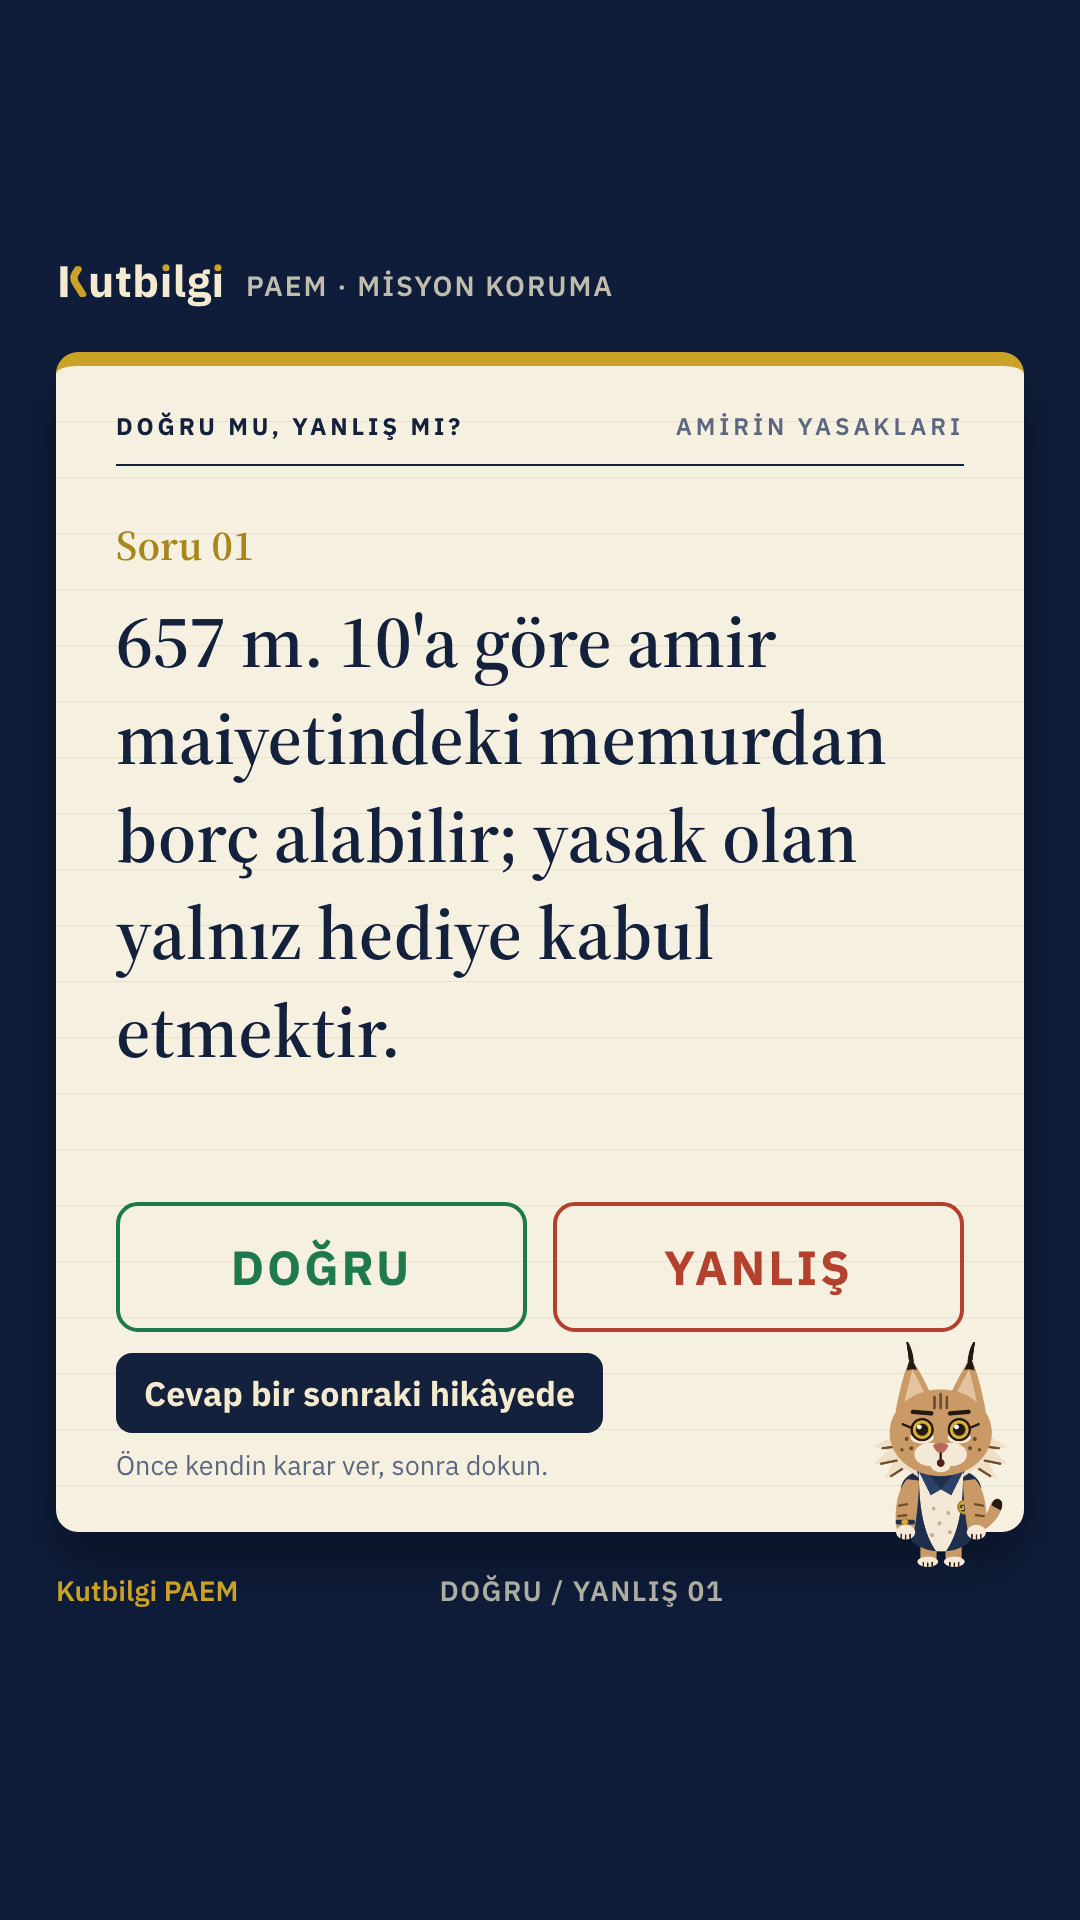 Kutbilgi PAEM · MİSYON KORUMA
DOĞRU MU, YANLIŞ MI? AMİRİN YASAKLARI
Soru 01
657 m. 10'a göre amir
maiyetindeki memurdan
borç alabilir; yasak olan
yalnız hediye kabul
etmektir.
DOĞRU YANLIŞ
Cevap bir sonraki hikâyede
Önce kendin karar ver, sonra dokun.
Kutbilgi PAEM DOĞRU / YANLIŞ 01